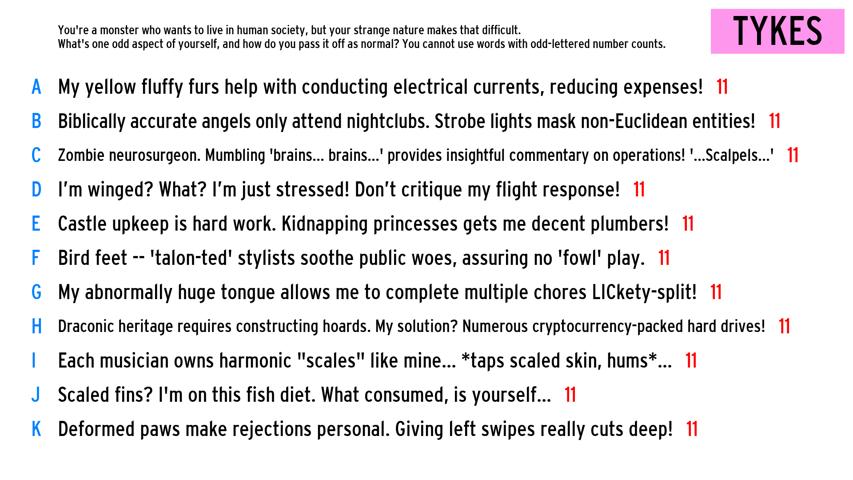 You're a monster who wants to live in human society, but your strange nature makes that difficult.
What's one odd aspect of yourself, and how do you pass it off as normal? You cannot use words with odd-lettered number counts.
TYKES
A My yellow fluffy furs help with conducting electrical currents, reducing expenses! 11
B Biblically accurate angels only attend nightclubs. Strobe lights mask non-Euclidean entities! 11
C Zombie neurosurgeon. Mumbling 'brains... brains...' provides insightful commentary on operations! '...Scalpels...' 11
D I'm winged? What? I'm just stressed! Don't critique my flight response! 11
E Castle upkeep is hard work. Kidnapping princesses gets me decent plumbers! 11
F Bird feet -- 'talon-ted' stylists soothe public woes, assuring no 'fowl' play. 11
G My abnormally huge tongue allows me to complete multiple chores LICkety-split! 11
H Draconic heritage requires constructing hoards. My solution? Numerous cryptocurrency-packed hard drives! 11
I Each musician owns harmonic "scales" like mine... *taps scaled skin, hums*... 11
J Scaled fins? I'm on this fish diet. What consumed, is yourself... 11
K Deformed paws make rejections personal. Giving left swipes really cuts deep! 11